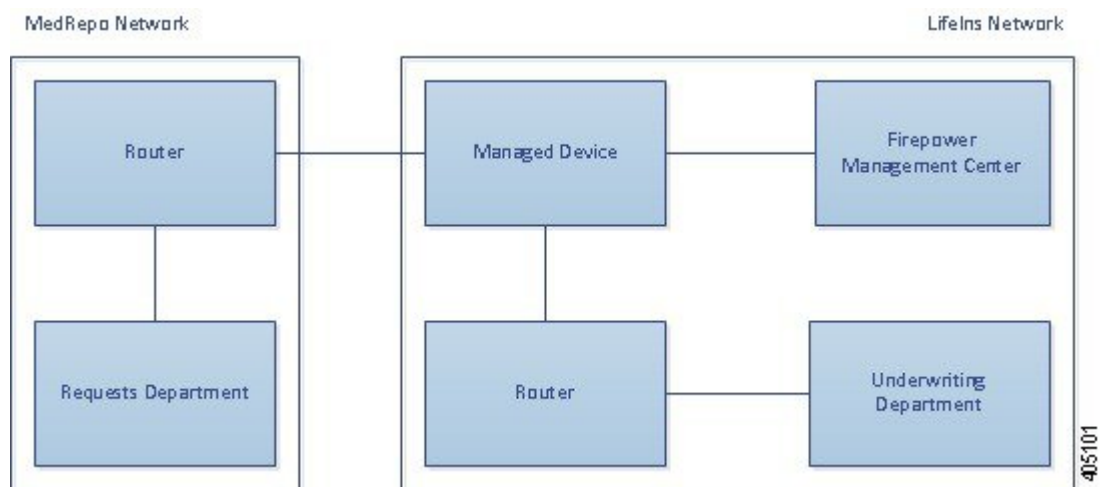 MedRepo Network
LifeIns Network
Router
Managed Device
Firepower
Management Center
Requests Department
Router
Underwriting
Department
405101